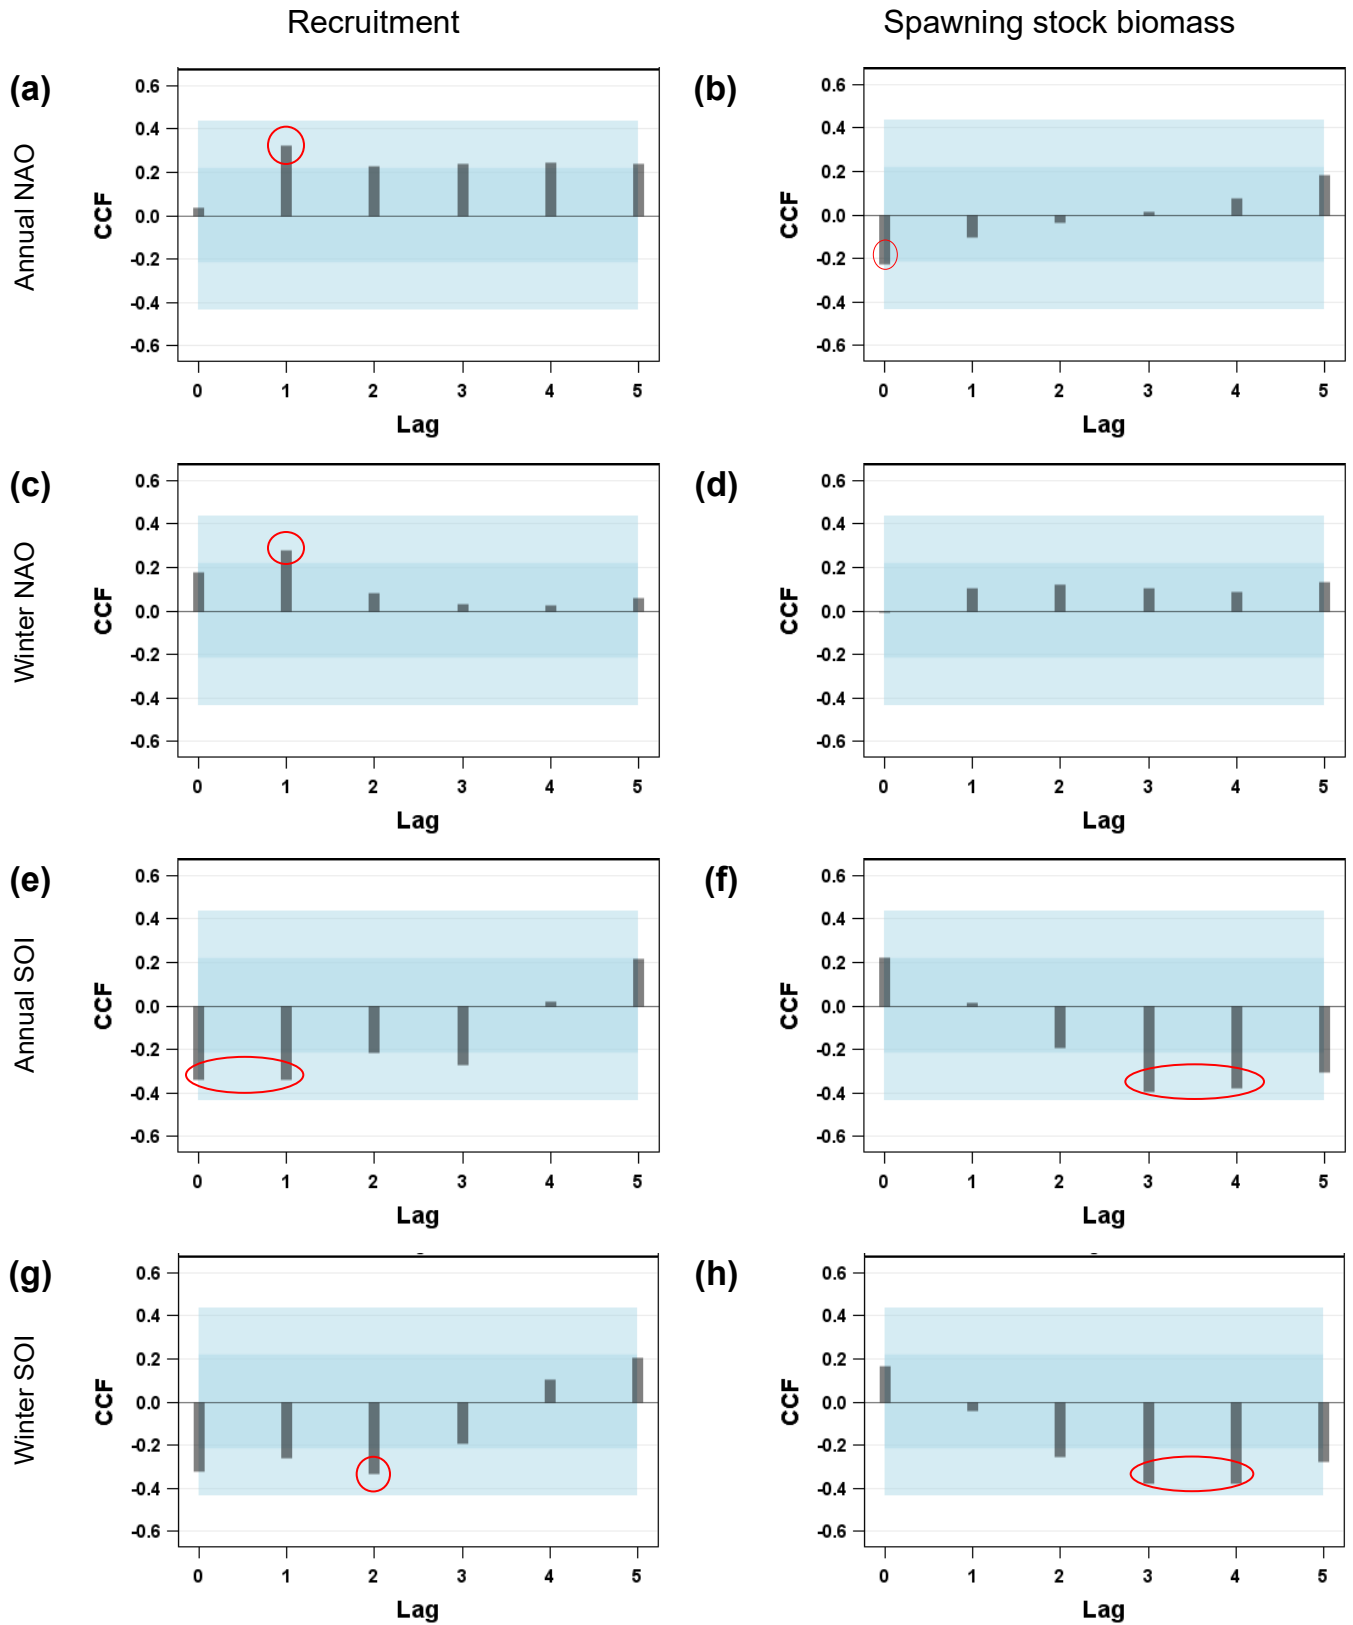 Recruitment
Spawning stock biomass
(a)
Annual NAO
CCF
0.6
0.4
0.2
0.0
-0.2
-0.4
-0.6
0 1 2 3 4 5
Lag
(b)
CCF
0.6
0.4
0.2
0.0
-0.2
-0.4
-0.6
0 1 2 3 4 5
Lag
(c)
Winter NAO
CCF
0.6
0.4
0.2
0.0
-0.2
-0.4
-0.6
0 1 2 3 4 5
Lag
(d)
CCF
0.6
0.4
0.2
0.0
-0.2
-0.4
-0.6
0 1 2 3 4 5
Lag
(e)
Annual SOI
CCF
0.6
0.4
0.2
0.0
-0.2
-0.4
-0.6
0 1 2 3 4 5
Lag
(f)
CCF
0.6
0.4
0.2
0.0
-0.2
-0.4
-0.6
0 1 2 3 4 5
Lag
(g)
Winter SOI
CCF
0.6
0.4
0.2
0.0
-0.2
-0.4
-0.6
0 1 2 3 4 5
Lag
(h)
CCF
0.6
0.4
0.2
0.0
-0.2
-0.4
-0.6
0 1 2 3 4 5
Lag